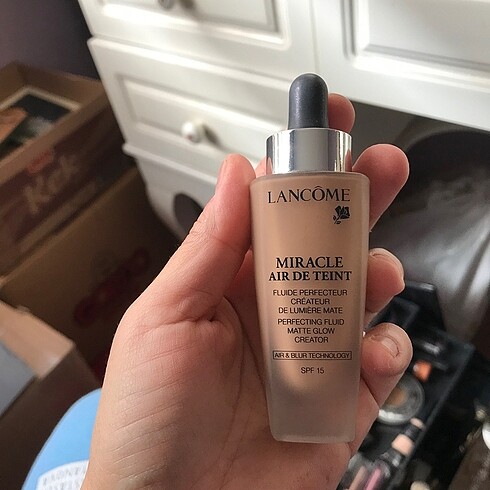 LANCÔME
MIRACLE
AIR DE TEINT
FLUIDE PERFECTEUR
CRÉATEUR
DE LUMIÈRE MATE
PERFECTING FLUID
MATTE GLOW
CREATOR
AIR & BLUR TECHNOLOGY
SPF 15
Kek